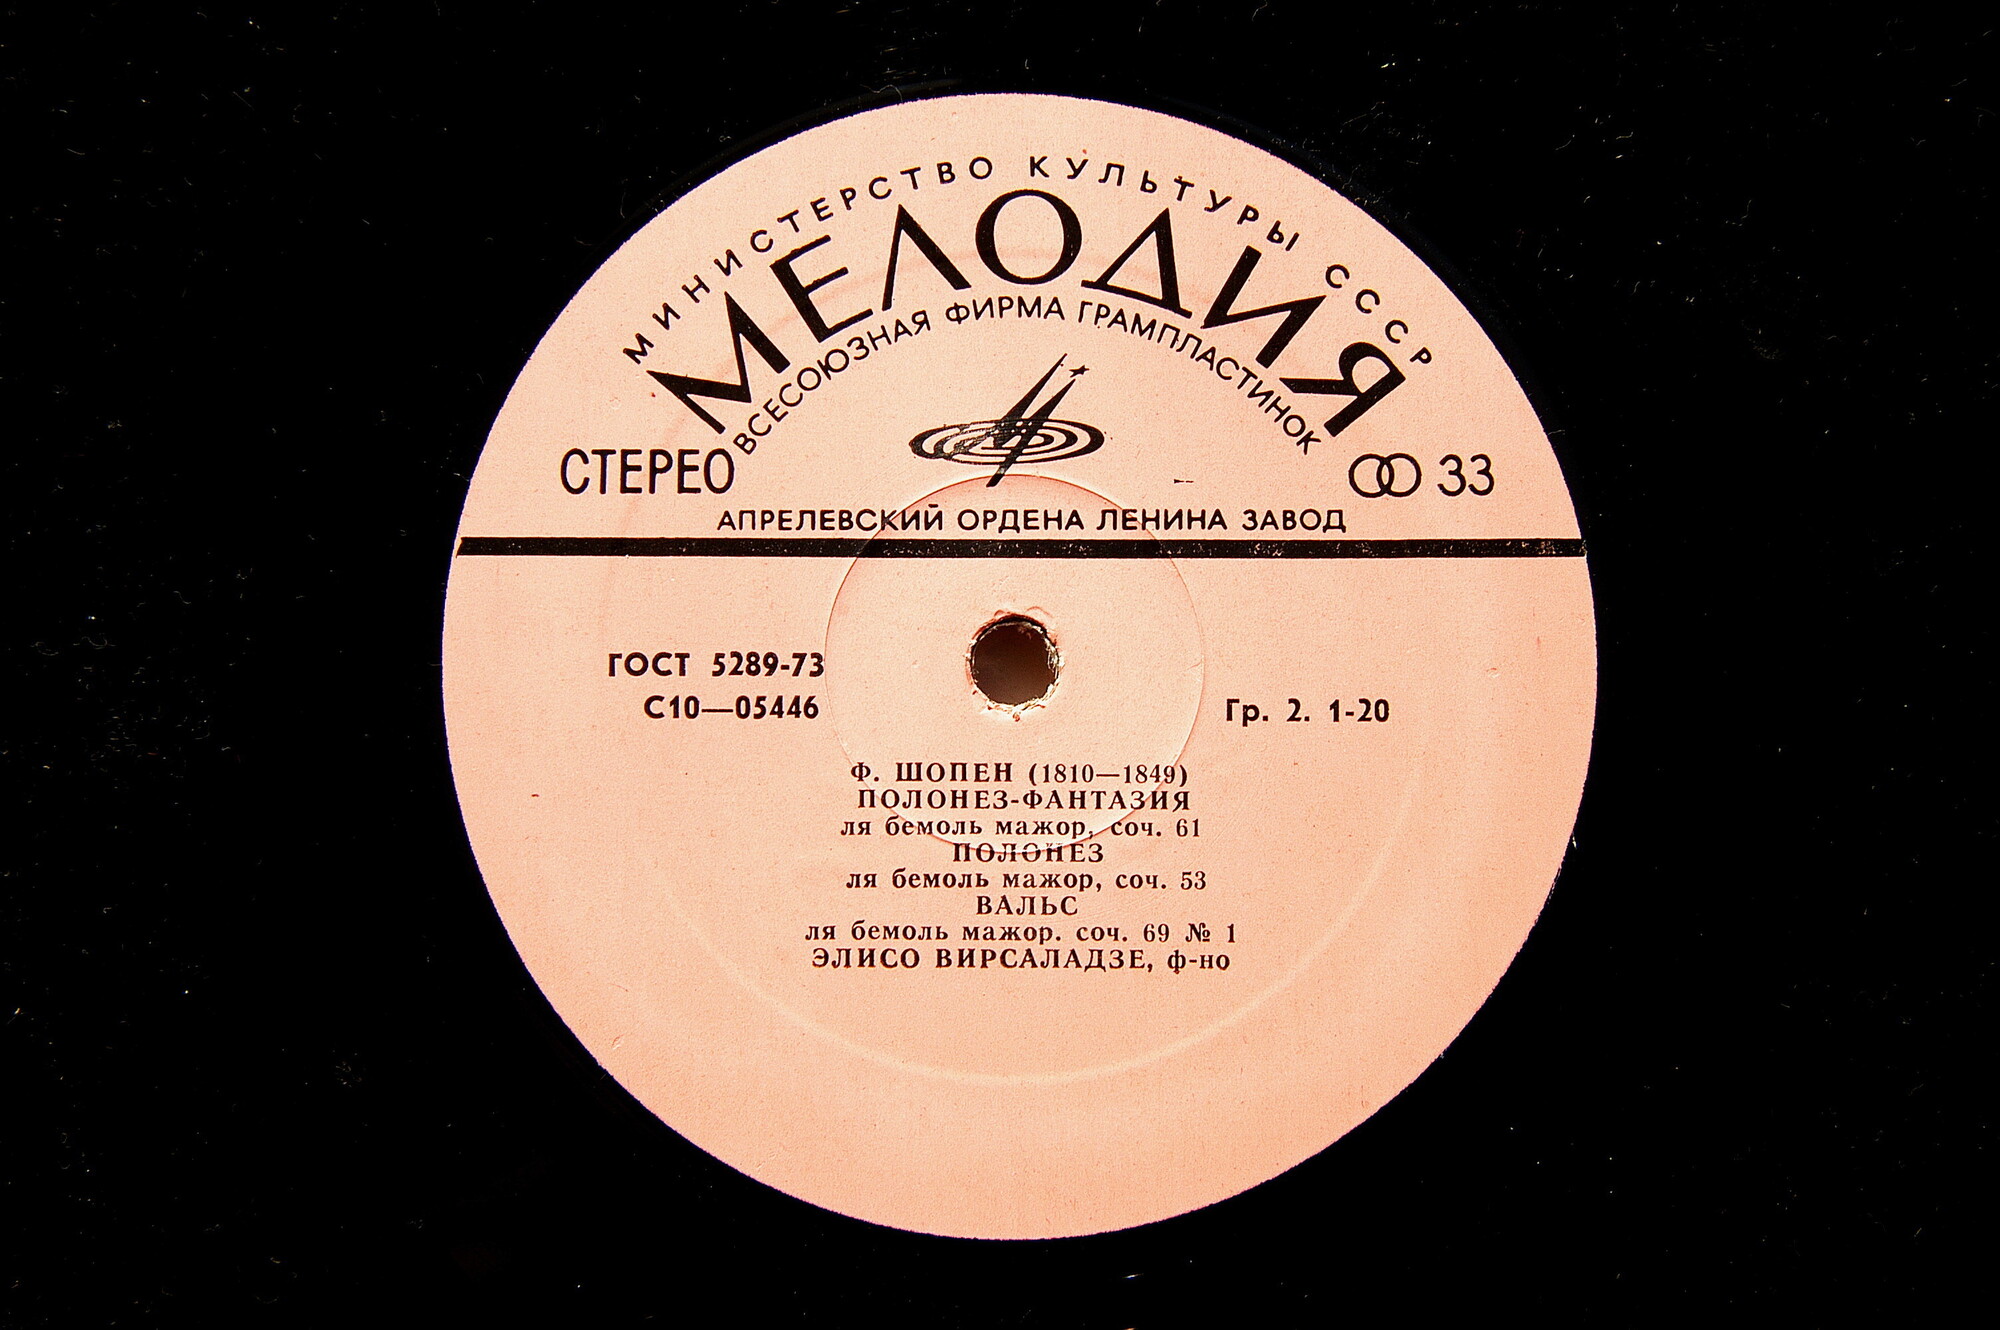 МИНИСТЕРСТВО КУЛЬТУРЫ СССР
МЕЛОДИЯ
ВСЕСОЮЗНАЯ ФИРМА ГРАМПЛАСТИНОК
СТЕРЕО
33
АПРЕЛЕВСКИЙ ОРДЕНА ЛЕНИНА ЗАВОД
ГОСТ 5289-73
С10—05446
Гр. 2. 1-20
Ф. ШОПЕН (1810—1849)
ПОЛОНЕЗ-ФАНТАЗИЯ
ля бемоль мажор, соч. 61
ПОЛОНЕЗ
ля бемоль мажор, соч. 53
ВАЛЬС
ля бемоль мажор. соч. 69 № 1
ЭЛИСО ВИРСАЛАДЗЕ, ф-но